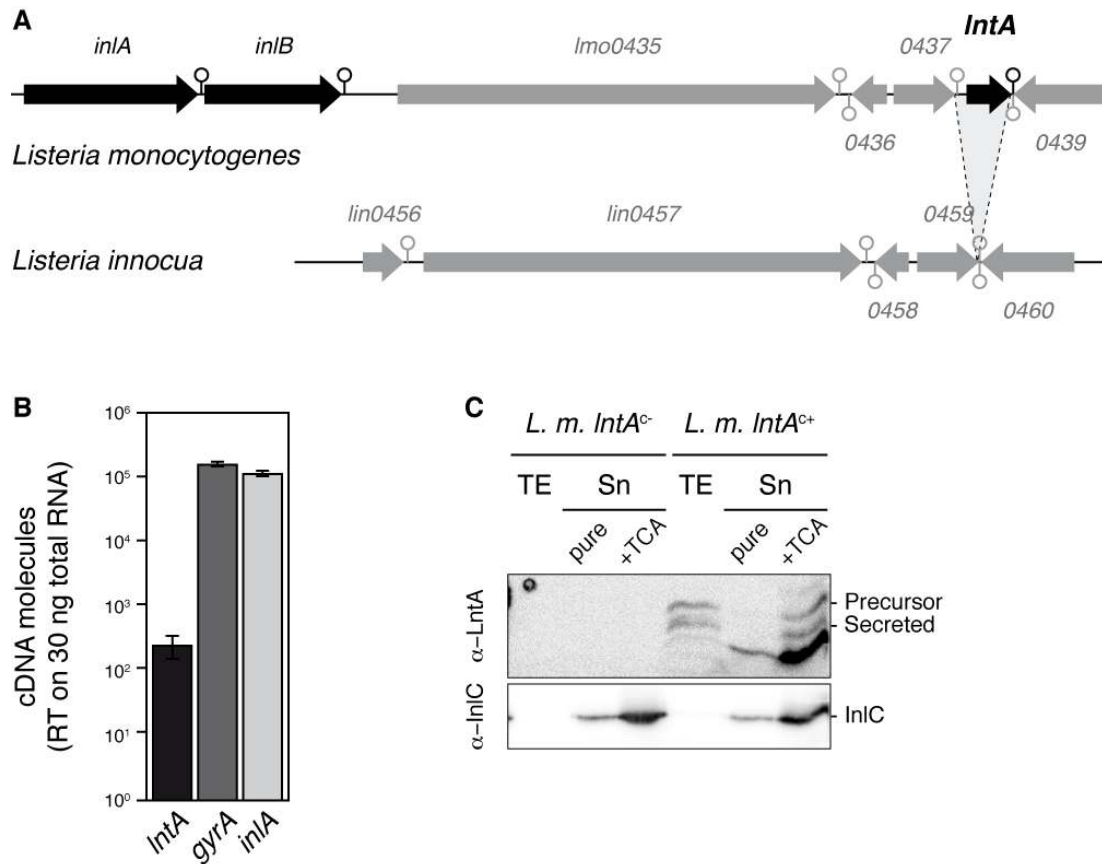 A
inlA inlB lmo0435 0437 lntA
Listeria monocytogenes 0436 0439
lin0456 lin0457 0459
Listeria innocua
0458 0460
B
cDNA molecules
(RT on 30 ng total RNA)
10⁶
10⁵
10⁴
10³
10²
10¹
10⁰
lntA gyrA inlA
C
L. m. lntAᶜ⁻ L. m. lntAᶜ⁺
TE Sn TE Sn
pure +TCA pure +TCA
α-LntA
Precursor
Secreted
α-InlC
InlC